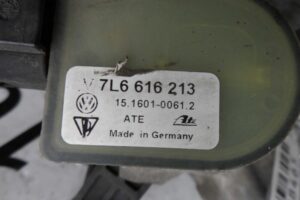 V 7L6 616 213
15.1601-0061.2
ATE
Made in Germany